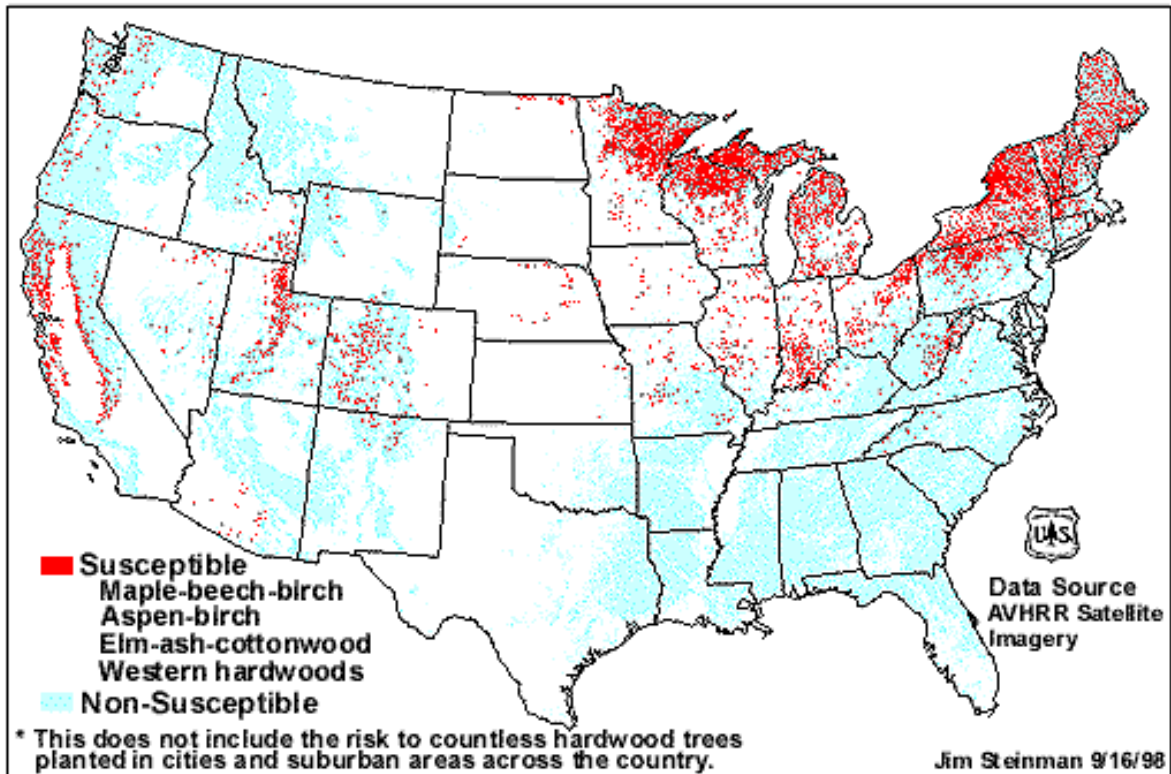 Susceptible
Maple-beech-birch
Aspen-birch
Elm-ash-cottonwood
Western hardwoods
Non-Susceptible
* This does not include the risk to countless hardwood trees
planted in cities and suburban areas across the country.
U.S.
Data Source
AVHRR Satellite
Imagery
Jim Steinman 9/16/98